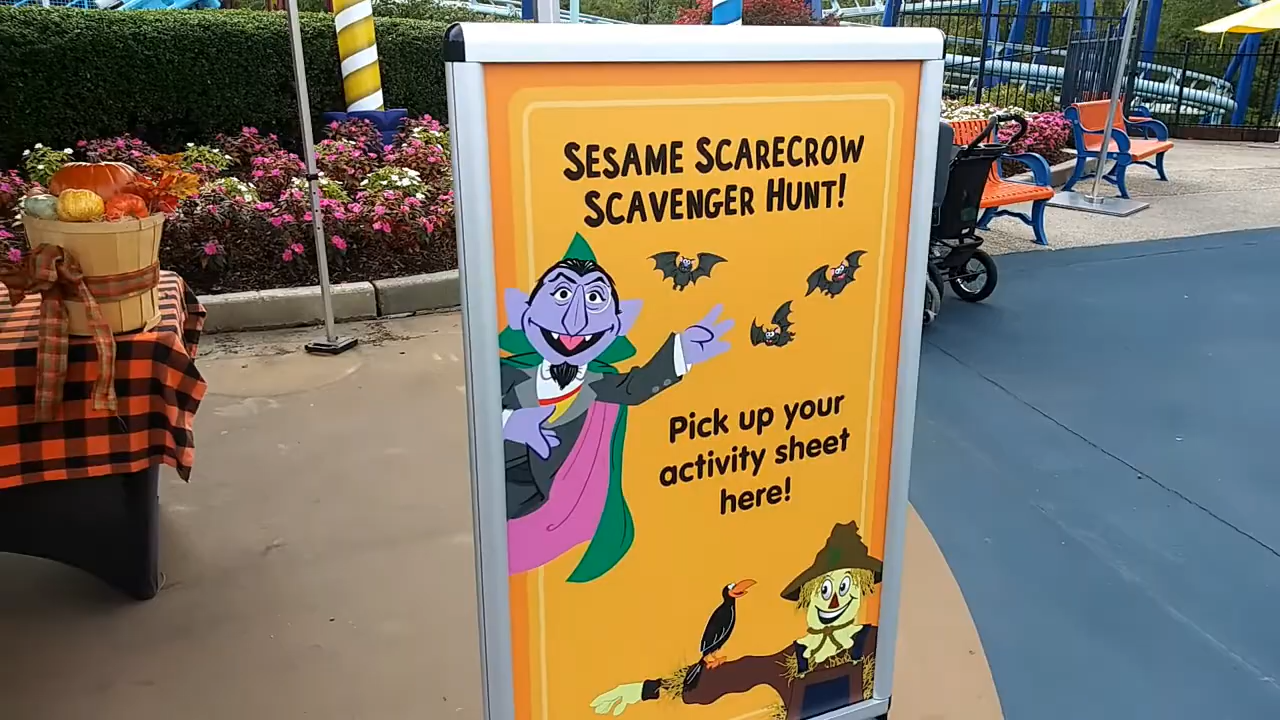 Sesame Scarecrow
Scavenger Hunt!
Pick up your
activity sheet
here!